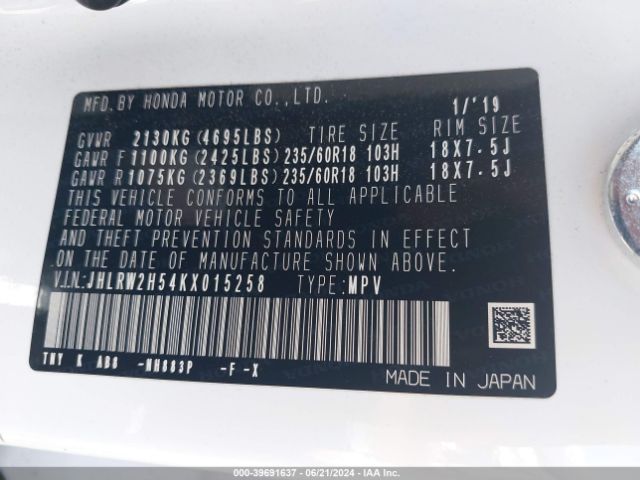 MFD. BY HONDA MOTOR CO., LTD. 1/'19
GVWR 2130KG (4695LBS) TIRE SIZE RIM SIZE
GAWR F 1100KG (2425LBS) 235/60R18 103H 18X7.5J
GAWR R 1075KG (2369LBS) 235/60R18 103H 18X7.5J
THIS VEHICLE CONFORMS TO ALL APPLICABLE
FEDERAL MOTOR VEHICLE SAFETY
AND THEFT PREVENTION STANDARDS IN EFFECT
ON THE DATE OF MANUFACTURE SHOWN ABOVE.
V.I.N: JHLRW2H54KX015258 TYPE: MPV
TNY K AB8 -NH883P -F -X
MADE IN JAPAN
000-39691637 - 06/21/2024 - IAA Inc.